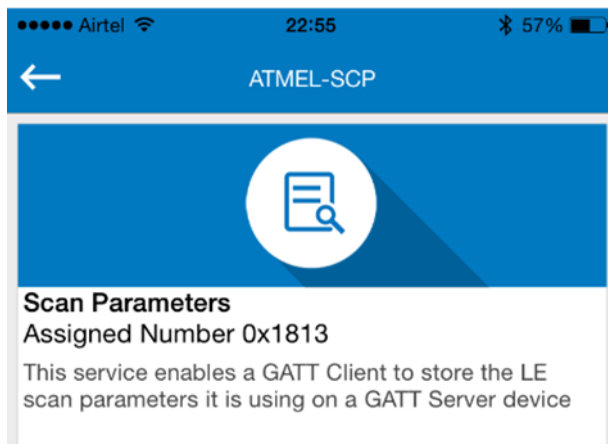 Airtel 22:55 57%
ATMEL-SCP
Scan Parameters
Assigned Number 0x1813
This service enables a GATT Client to store the LE
scan parameters it is using on a GATT Server device